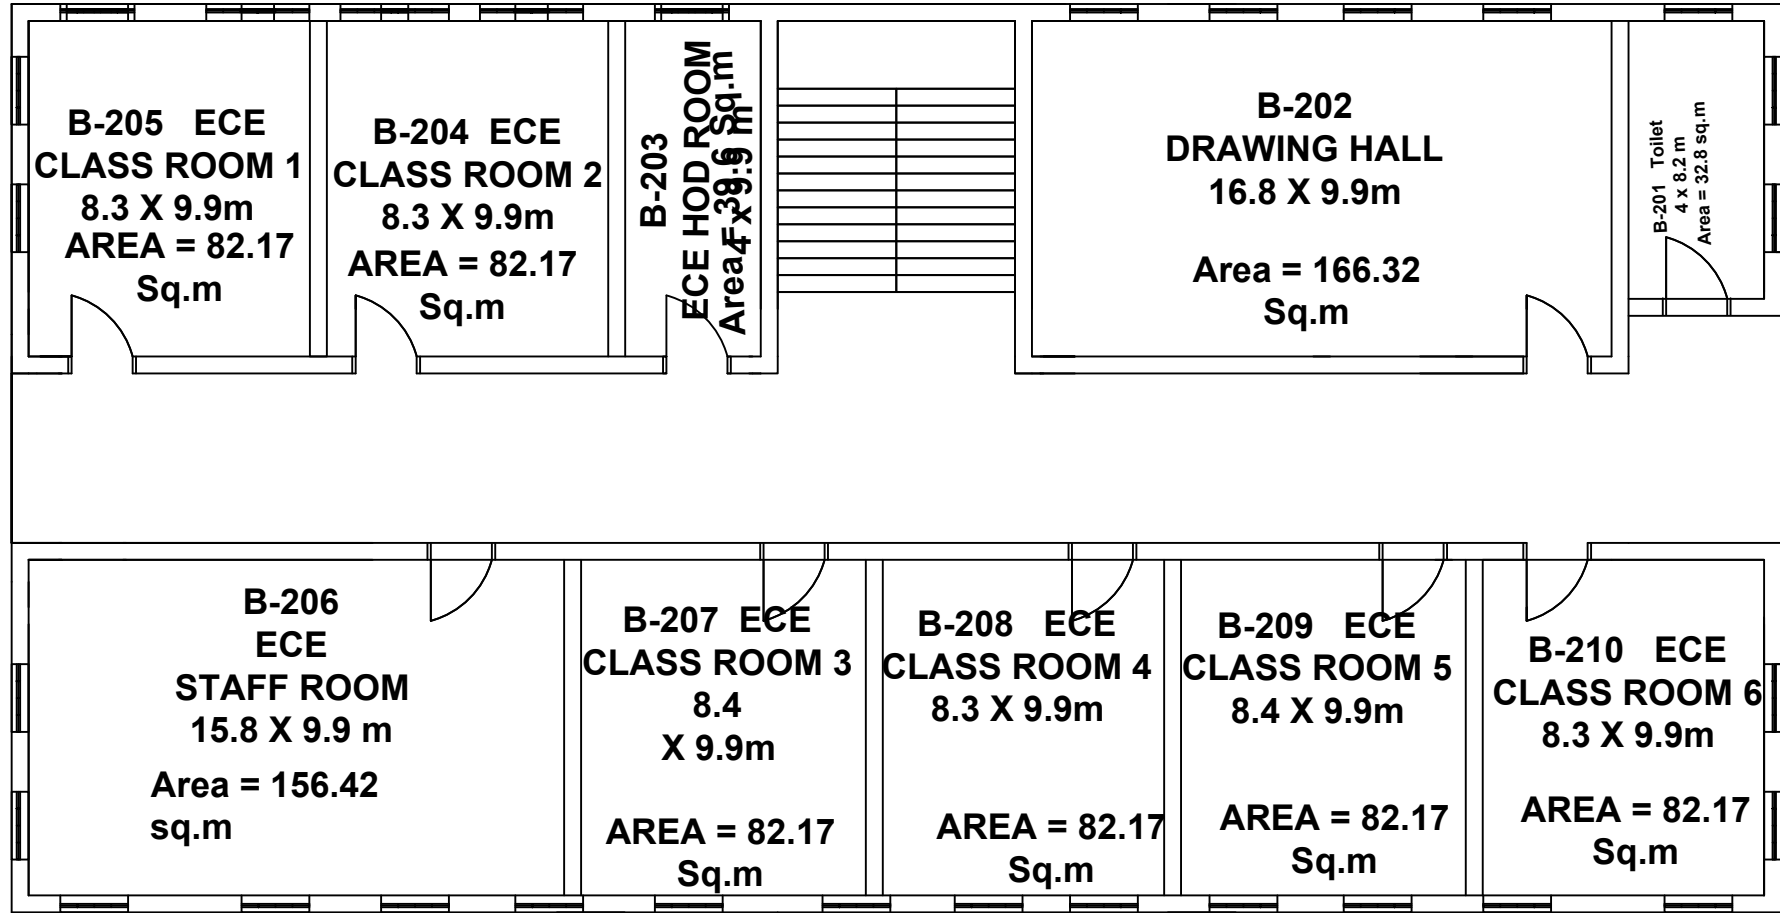 B-205 ECE
CLASS ROOM 1
8.3 X 9.9m
AREA = 82.17
Sq.m
B-204 ECE
CLASS ROOM 2
8.3 X 9.9m
AREA = 82.17
Sq.m
B-203
ECE HOD ROOM
4 x 9.9 m
Area = 39.6 Sq.m
B-202
DRAWING HALL
16.8 X 9.9m
Area = 166.32
Sq.m
B-201 Toilet
4 x 8.2 m
Area = 32.8 sq.m
B-206
ECE
STAFF ROOM
15.8 X 9.9 m
Area = 156.42
sq.m
B-207 ECE
CLASS ROOM 3
8.4
X 9.9m
AREA = 82.17
Sq.m
B-208 ECE
CLASS ROOM 4
8.3 X 9.9m
AREA = 82.17
Sq.m
B-209 ECE
CLASS ROOM 5
8.4 X 9.9m
AREA = 82.17
Sq.m
B-210 ECE
CLASS ROOM 6
8.3 X 9.9m
AREA = 82.17
Sq.m